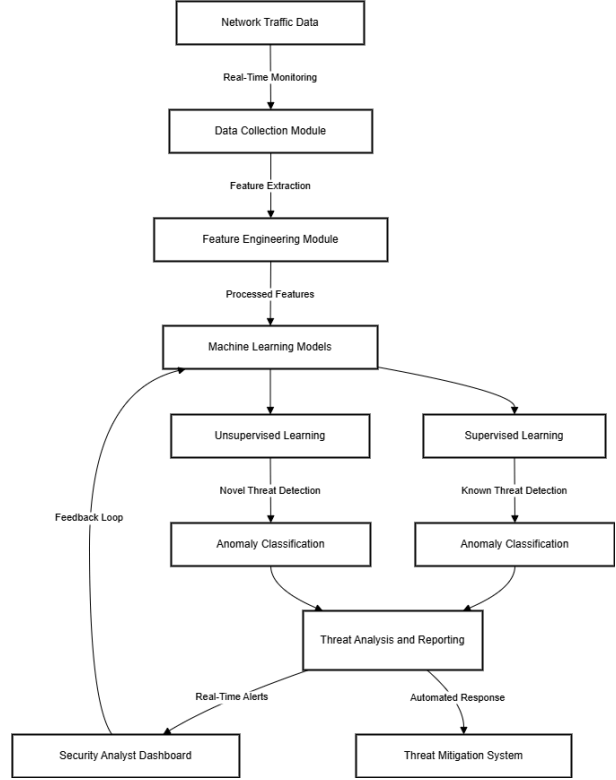 Network Traffic Data
Real-Time Monitoring
Data Collection Module
Feature Extraction
Feature Engineering Module
Processed Features
Machine Learning Models
Unsupervised Learning
Supervised Learning
Novel Threat Detection
Known Threat Detection
Feedback Loop
Anomaly Classification
Anomaly Classification
Threat Analysis and Reporting
Real-Time Alerts
Automated Response
Security Analyst Dashboard
Threat Mitigation System